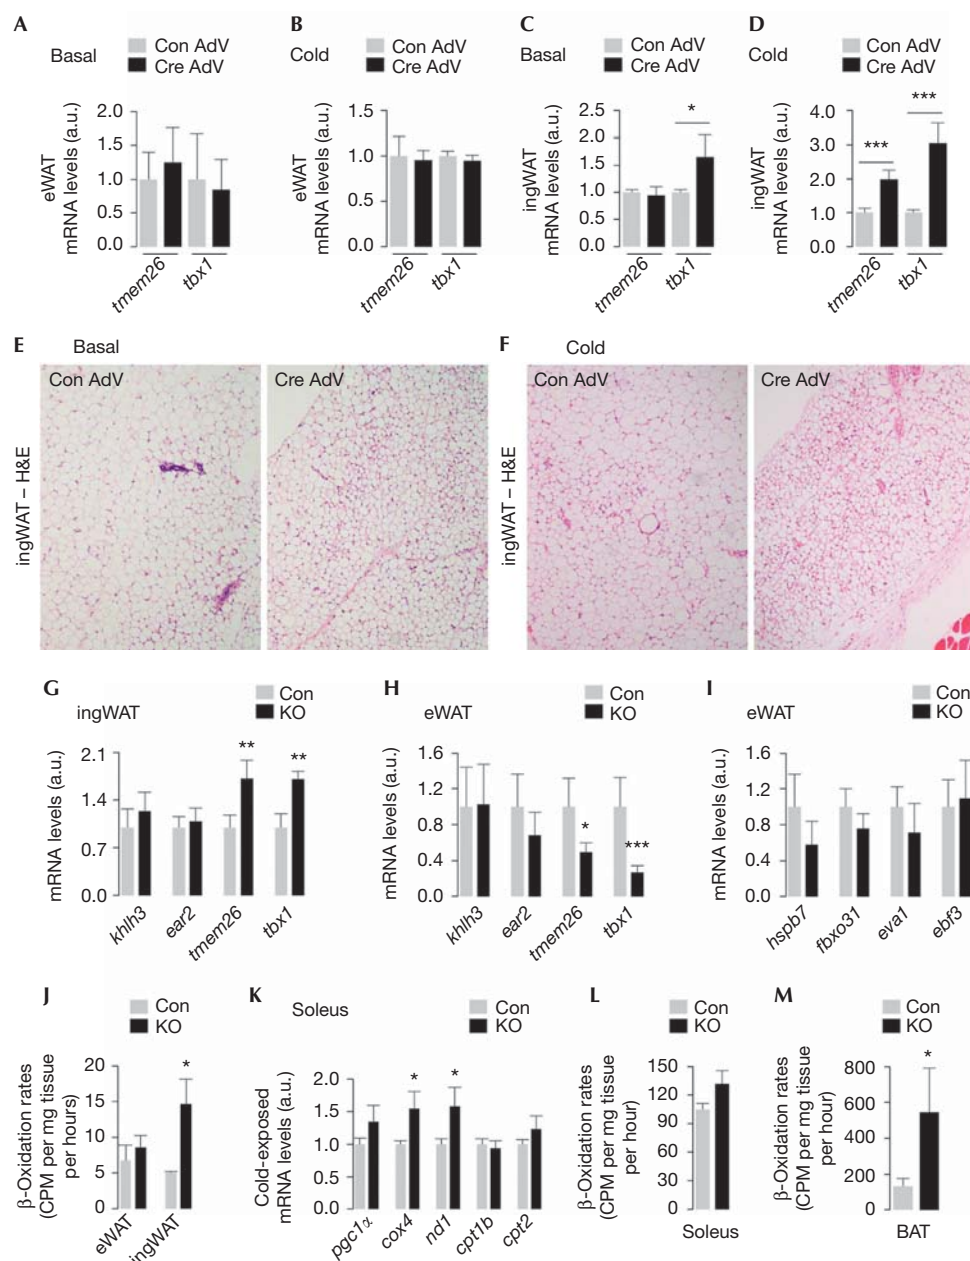 A
Basal
Con AdV
Cre AdV
eWAT
mRNA levels (a.u.)
2.0
1.5
1.0
0.5
0.0
tmem26
tbx1
B
Cold
Con AdV
Cre AdV
eWAT
mRNA levels (a.u.)
1.5
1.0
0.5
0.0
tmem26
tbx1
C
Basal
Con AdV
Cre AdV
ingWAT
mRNA levels (a.u.)
2.5
2.0
1.5
1.0
0.5
0.0
*
tmem26
tbx1
D
Cold
Con AdV
Cre AdV
ingWAT
mRNA levels (a.u.)
4.0
3.0
2.0
1.0
0.0
***
***
tmem26
tbx1
E
Basal
ingWAT – H&E
Con AdV
Cre AdV
F
Cold
ingWAT – H&E
Con AdV
Cre AdV
G
ingWAT
Con
KO
mRNA levels (a.u.)
2.1
1.4
0.7
0.0
**
**
khlh3
ear2
tmem26
tbx1
H
eWAT
Con
KO
mRNA levels (a.u.)
1.6
1.2
0.8
0.4
0.0
*
***
khlh3
ear2
tmem26
tbx1
I
eWAT
Con
KO
mRNA levels (a.u.)
1.6
1.2
0.8
0.4
0.0
hspb7
fbxo31
eva1
ebf3
J
Con
KO
β-Oxidation rates
(CPM per mg tissue
per hours)
20
15
10
5
0
*
eWAT
ingWAT
K
Soleus
Con
KO
Cold-exposed
mRNA levels (a.u.)
2.0
1.5
1.0
0.5
0.0
*
*
pgc1α
cox4
nd1
cpt1b
cpt2
L
Con
KO
β-Oxidation rates
(CPM per mg tissue
per hour)
150
120
90
60
30
0
Soleus
M
Con
KO
β-Oxidation rates
(CPM per mg tissue
per hour)
800
600
400
200
0
*
BAT